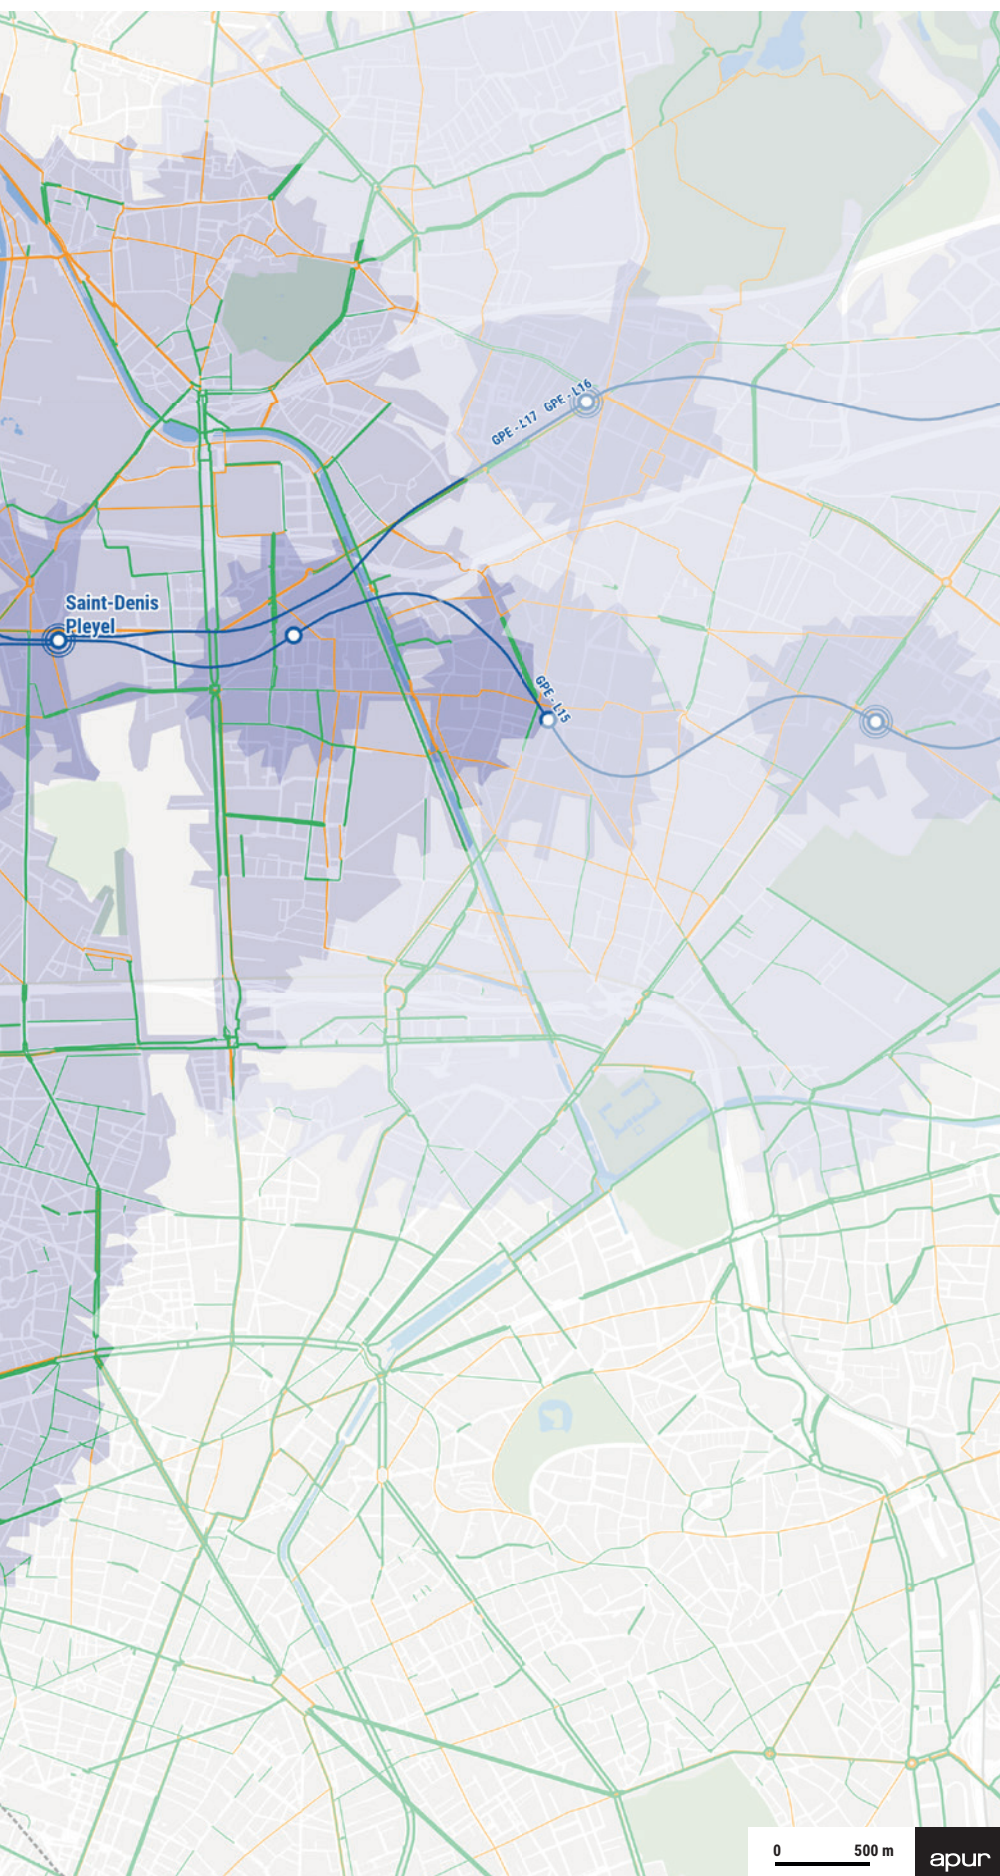 GPE - L17 GPE - L16
Saint-Denis
Pleyel
GPE - L15
0 500 m
apur